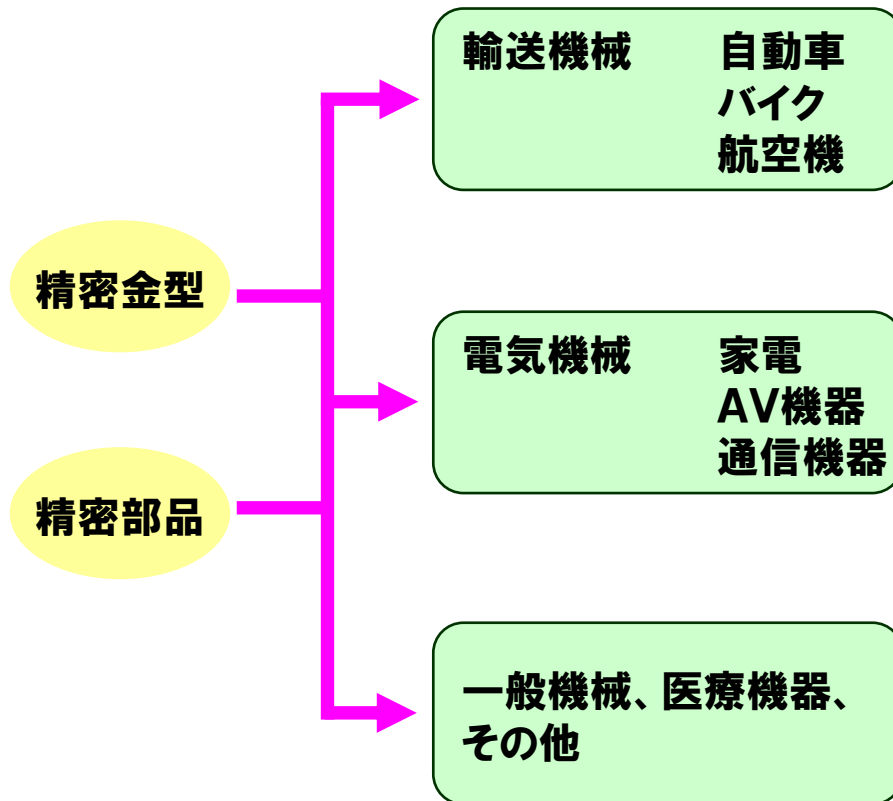 精密金型
精密部品
輸送機械 自動車
バイク
航空機
電気機械 家電
AV機器
通信機器
一般機械、医療機器、
その他